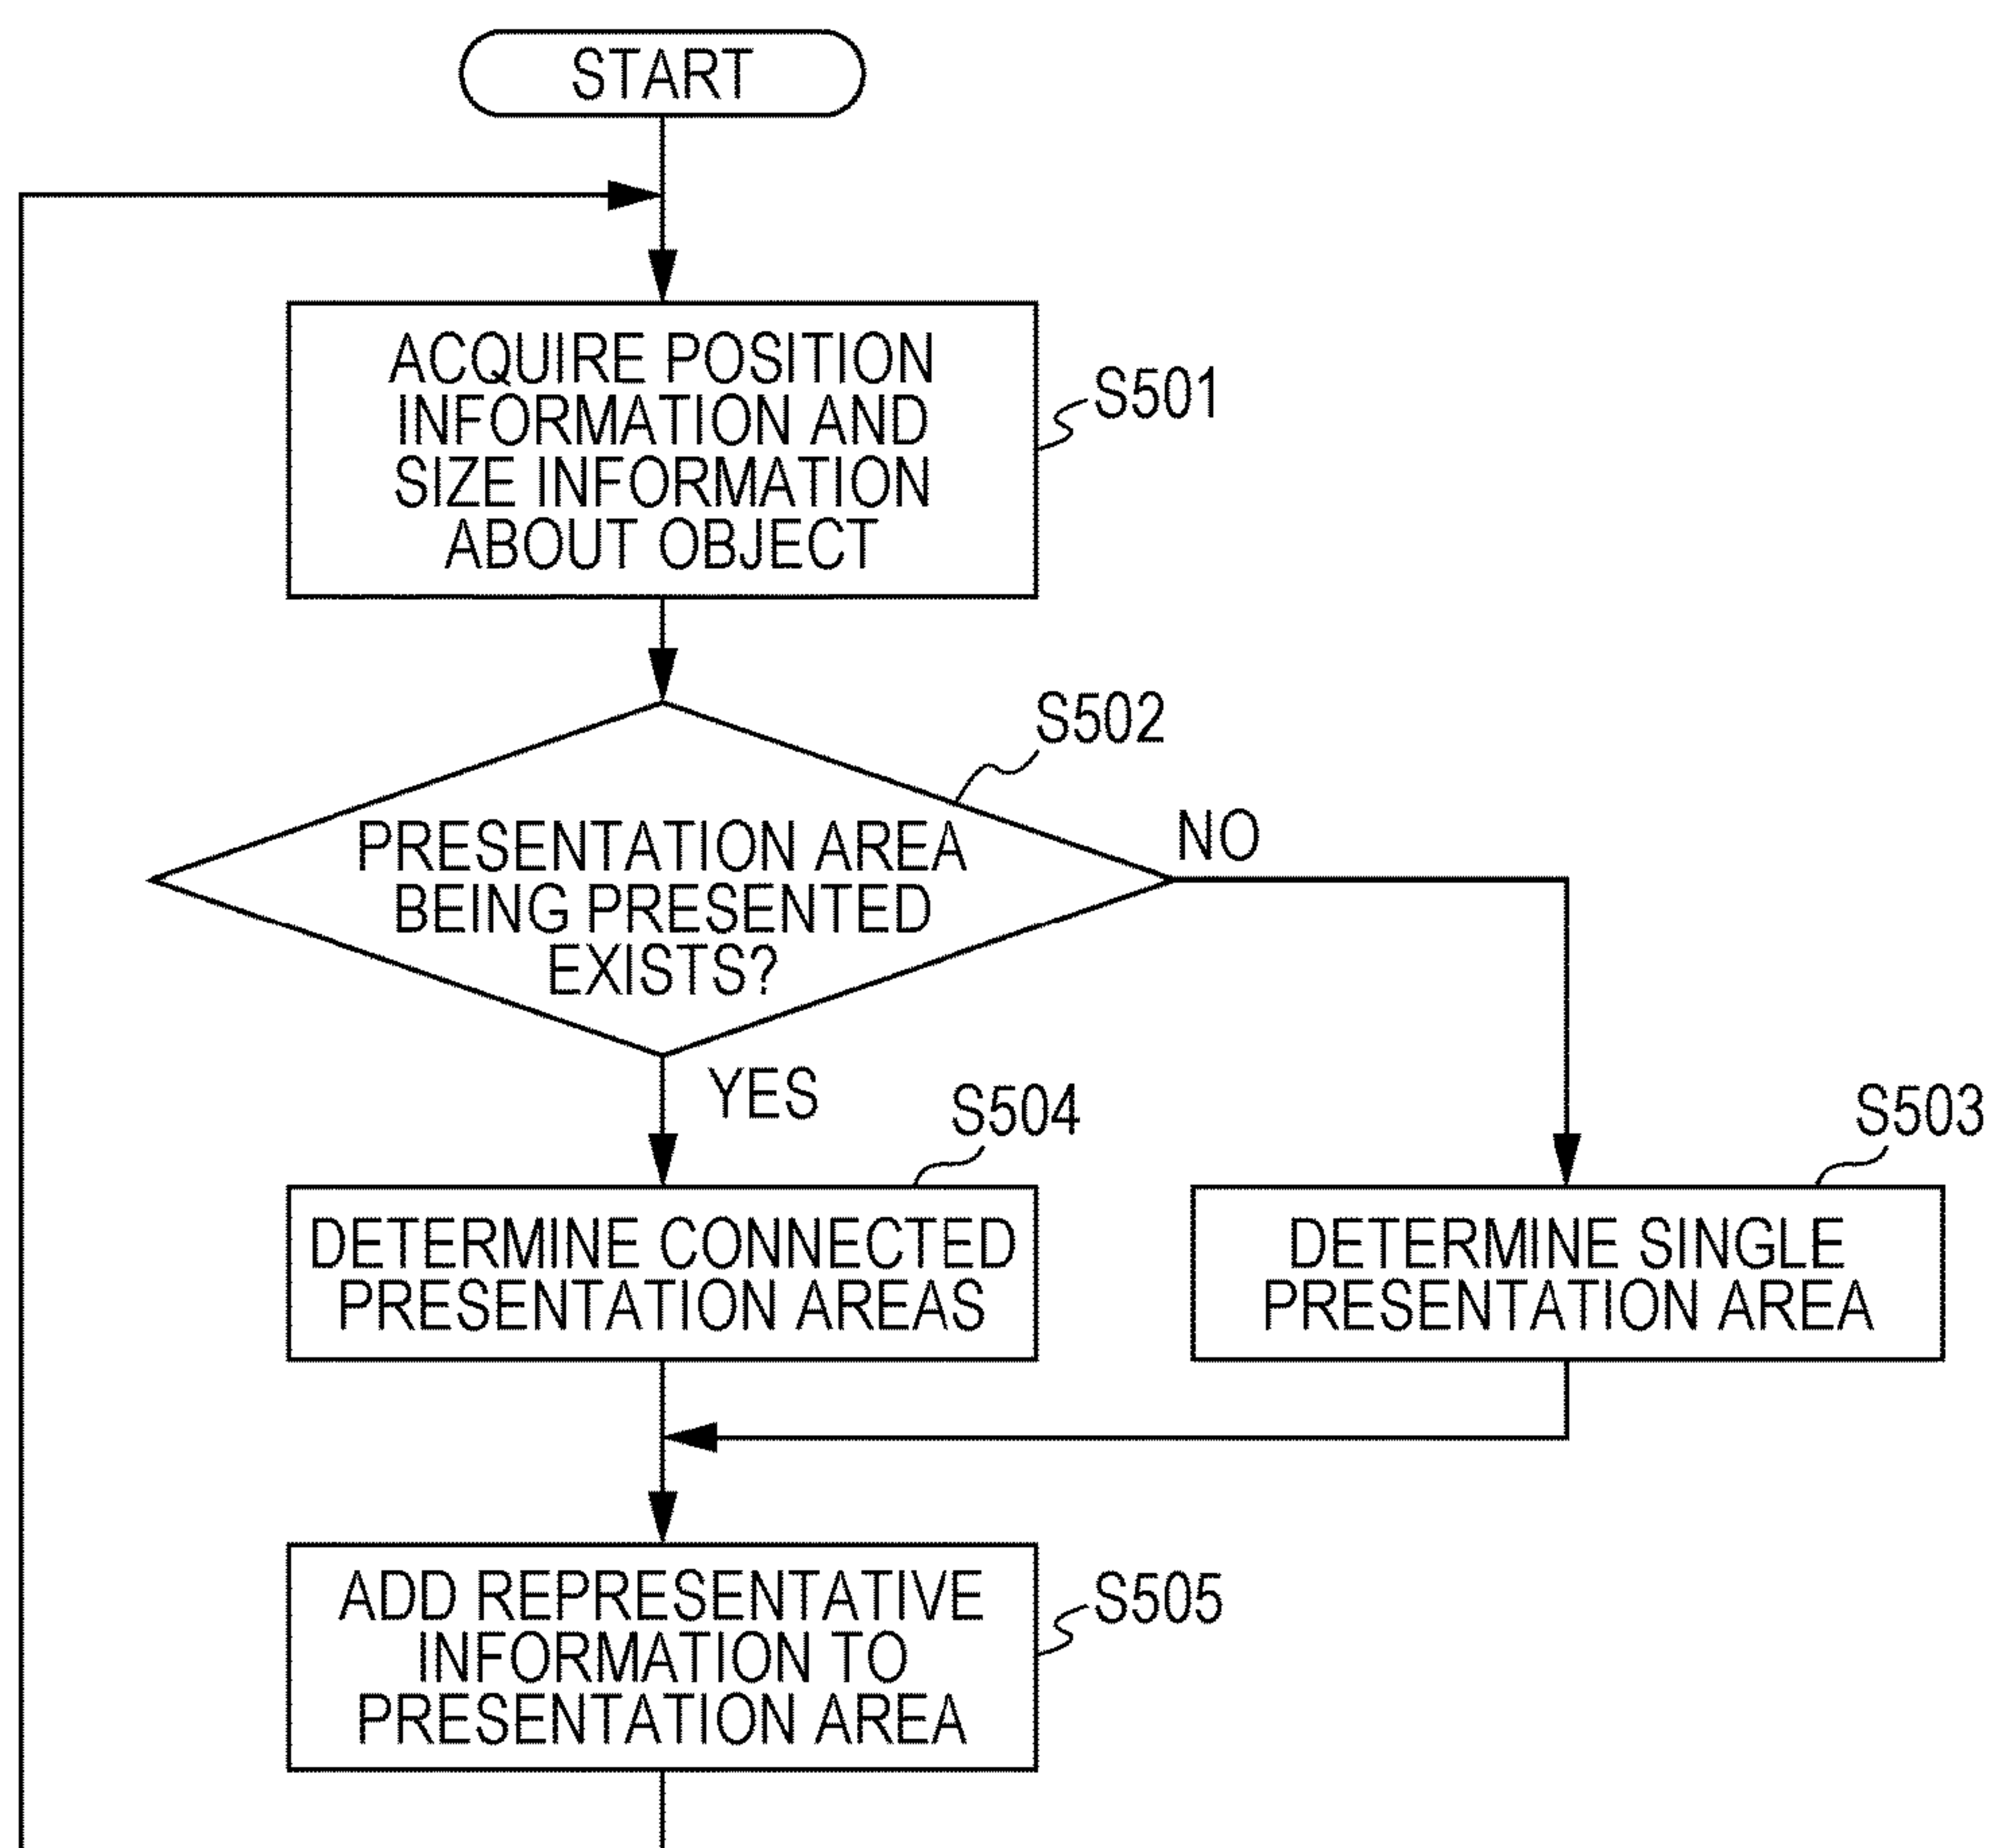 START
ACQUIRE POSITION
INFORMATION AND
SIZE INFORMATION
ABOUT OBJECT
S501
S502
PRESENTATION AREA
BEING PRESENTED
EXISTS?
NO
YES
S504
DETERMINE CONNECTED
PRESENTATION AREAS
S503
DETERMINE SINGLE
PRESENTATION AREA
ADD REPRESENTATIVE
INFORMATION TO
PRESENTATION AREA
S505